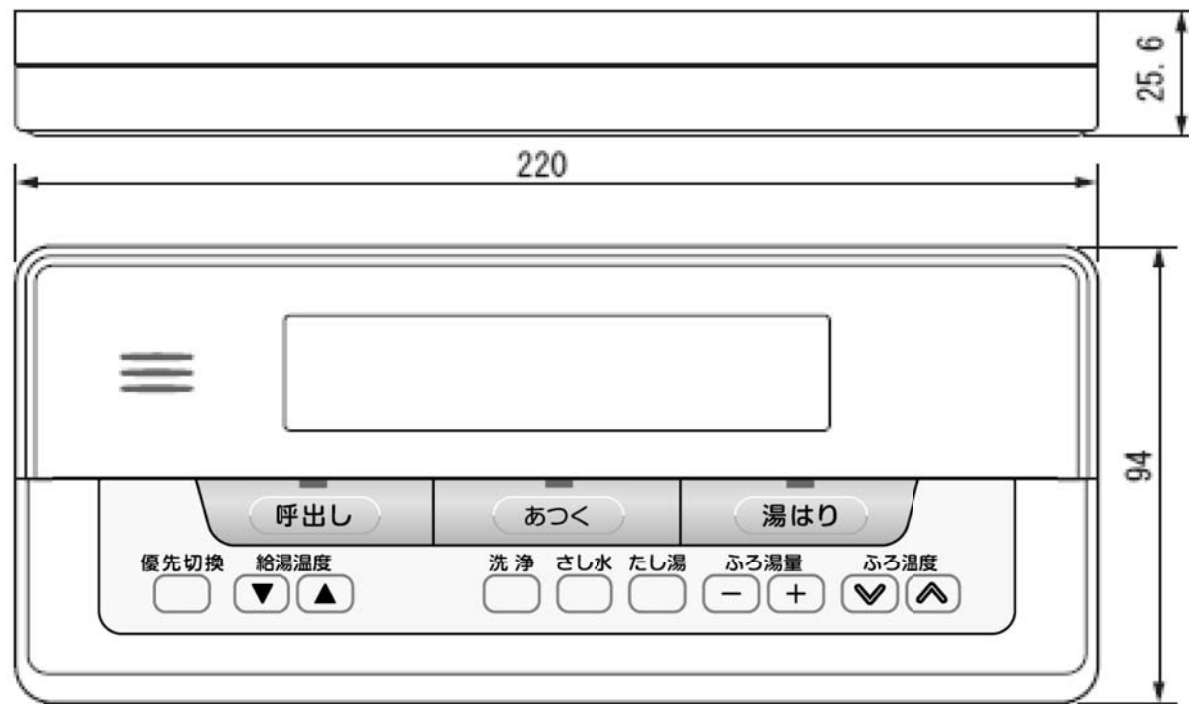 25. 6
220
94
呼出し あつく 湯はり
優先切換 給湯温度 洗浄 さし水 たし湯 ふろ湯量 ふろ温度
▼ ▲ − +